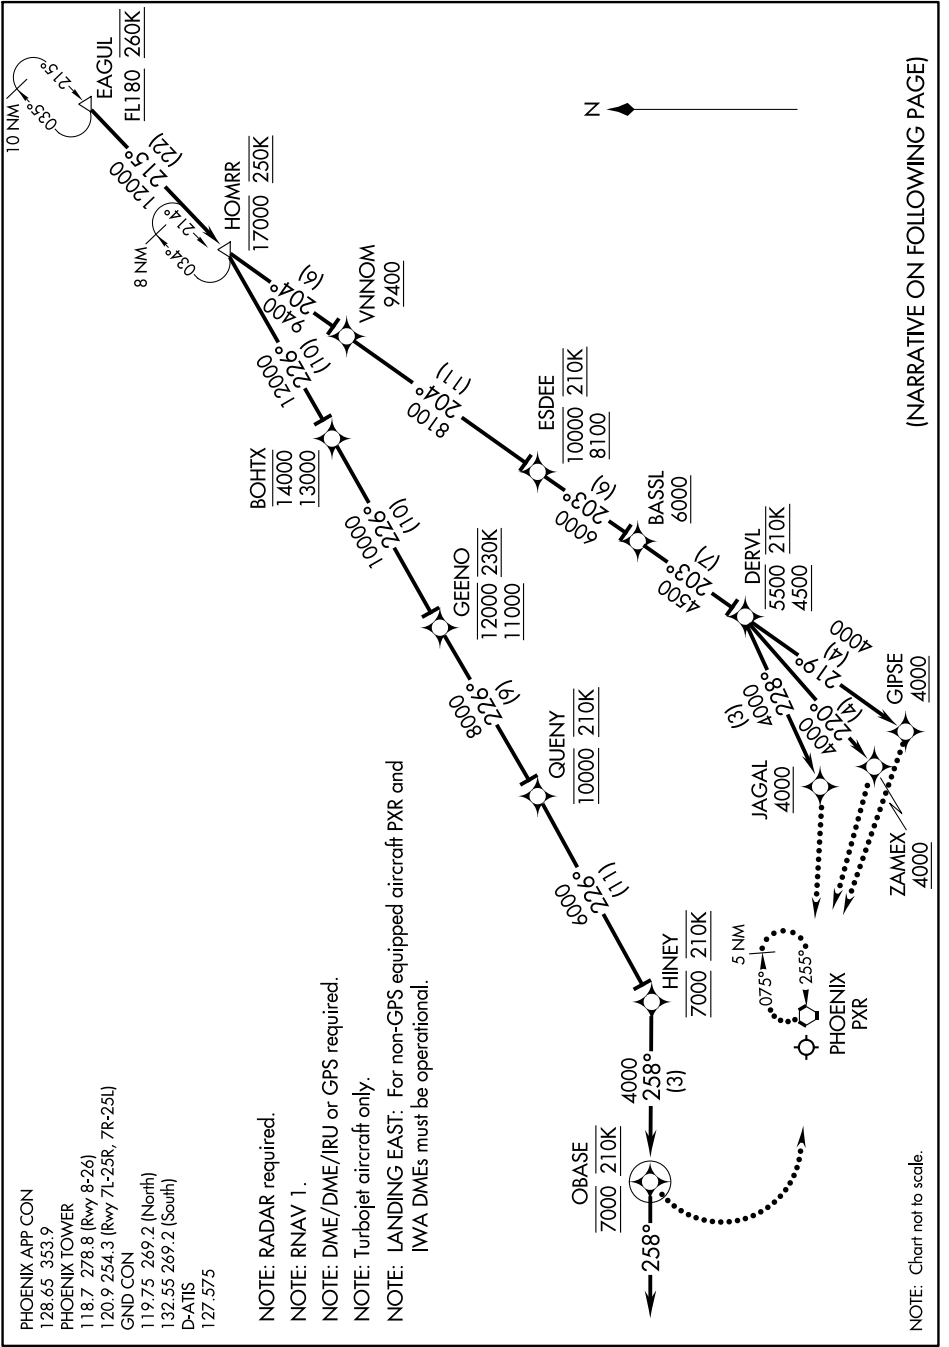 PHOENIX APP CON
128.65 353.9
PHOENIX TOWER
118.7 278.8 (Rwy 8-26)
120.9 254.3 (Rwy 7L-25R, 7R-25L)
GND CON
119.75 269.2 (North)
132.55 269.2 (South)
D-ATIS
127.575
NOTE: RADAR required.
NOTE: RNAV 1.
NOTE: DME/DME/IRU or GPS required.
NOTE: Turbojet aircraft only.
NOTE: LANDING EAST: For non-GPS equipped aircraft PXR and
IWA DMEs must be operational.
10 NM
035°
215°
EAGUL
FL180 260K
12000
215°
(22)
8 NM
034°
214°
HOMRR
17000 250K
12000
226°
(10)
BOHTX
14000
13000
10000
226°
(10)
GEENO
12000 230K
11000
8000
226°
(9)
QUENY
10000 210K
6000
226°
(11)
HINEY
7000 210K
4000
258°
(3)
OBASE
7000 210K
258°
9400
204°
(6)
VNNOM
9400
8100
204°
(11)
ESDEE
10000 210K
8100
6000
203°
(6)
BASSL
6000
4500
203°
(7)
DERVL
5500 210K
4500
(3)
4000
228°
JAGAL
4000
4000
220°
(4)
ZAMEX
4000
219°
(4)
4000
GIPSE
4000
5 NM
075°
255°
PHOENIX
PXR
N
NOTE: Chart not to scale.
(NARRATIVE ON FOLLOWING PAGE)